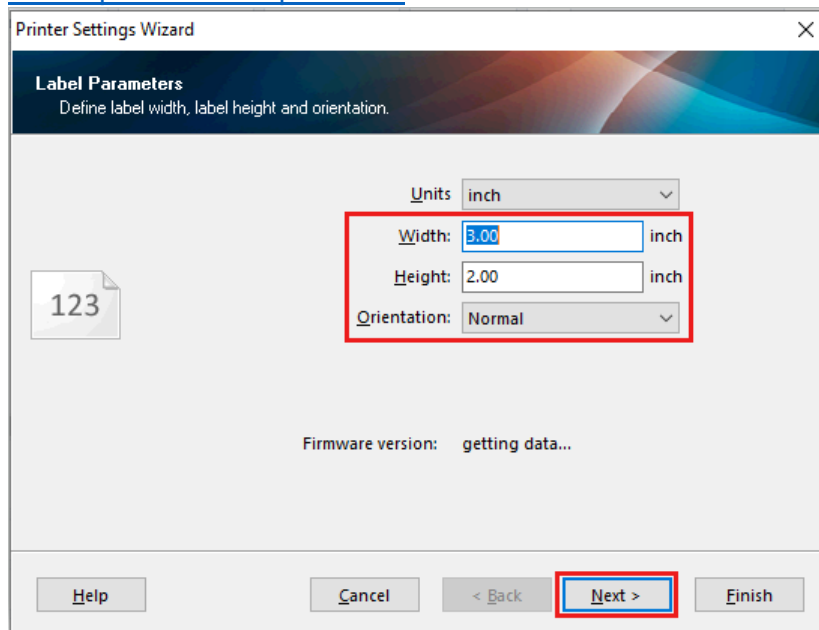 Printer Settings Wizard
Label Parameters
Define label width, label height and orientation.
Units inch
Width: 3.00 inch
Height: 2.00 inch
123
Orientation: Normal
Firmware version: getting data...
Help Cancel < Back Next > Finish